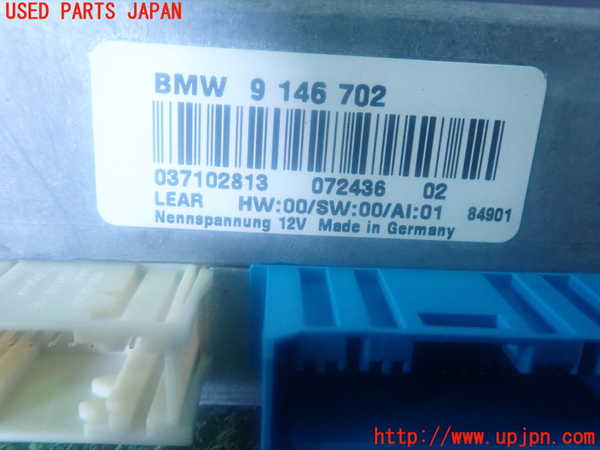 USED PARTS JAPAN
BMW 9 146 702
037102813 072436 02
LEAR HW:00/SW:00/AI:01 84901
Nennspannung 12V Made in Germany
http://www.upjpn.com/